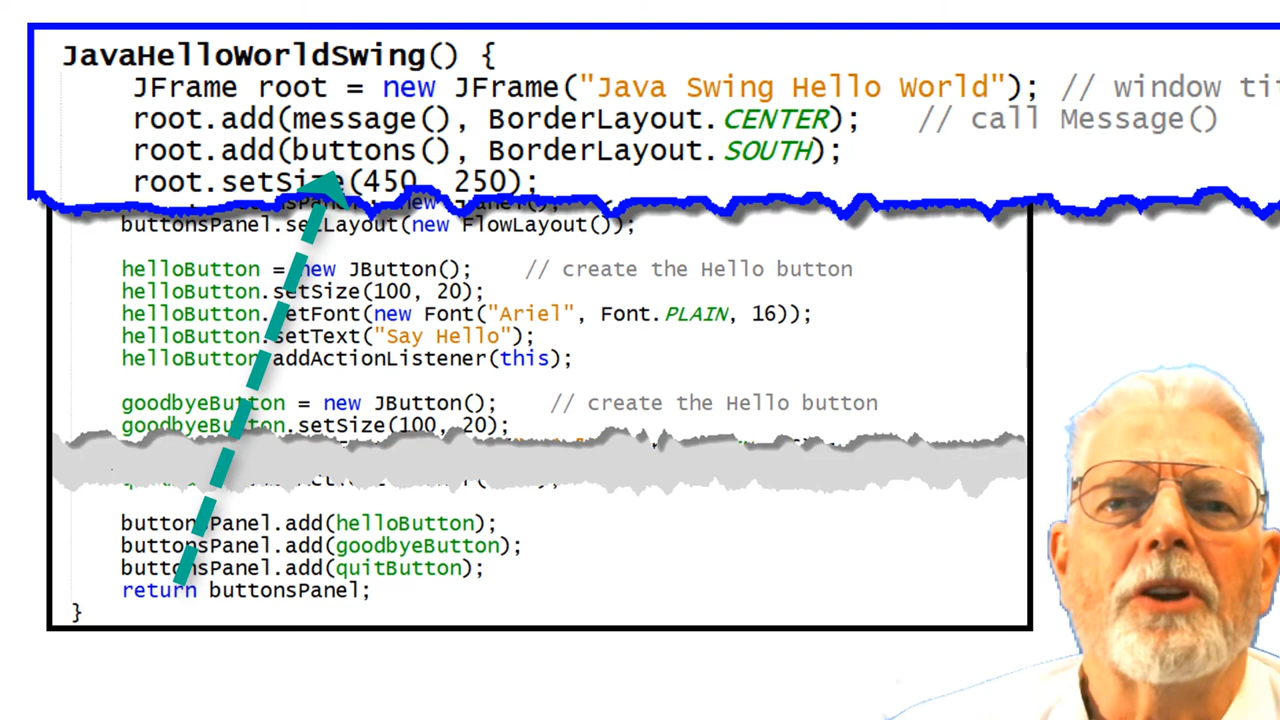 JavaHelloWorldSwing() {
JFrame root = new JFrame("Java Swing Hello World"); // window
root.add(message(), BorderLayout.CENTER); // call Message()
root.add(buttons(), BorderLayout.SOUTH);
root.setSize(450, 250);
buttonsPanel.setLayout(new FlowLayout());
helloButton = new JButton(); // create the Hello button
helloButton.setSize(100, 20);
helloButton.setFont(new Font("Ariel", Font.PLAIN, 16));
helloButton.setText("Say Hello");
helloButton.addActionListener(this);
goodbyeButton = new JButton(); // create the Hello button
goodbyeButton.setSize(100, 20);
buttonsPanel.add(helloButton);
buttonsPanel.add(goodbyeButton);
buttonsPanel.add(quitButton);
return buttonsPanel;
}